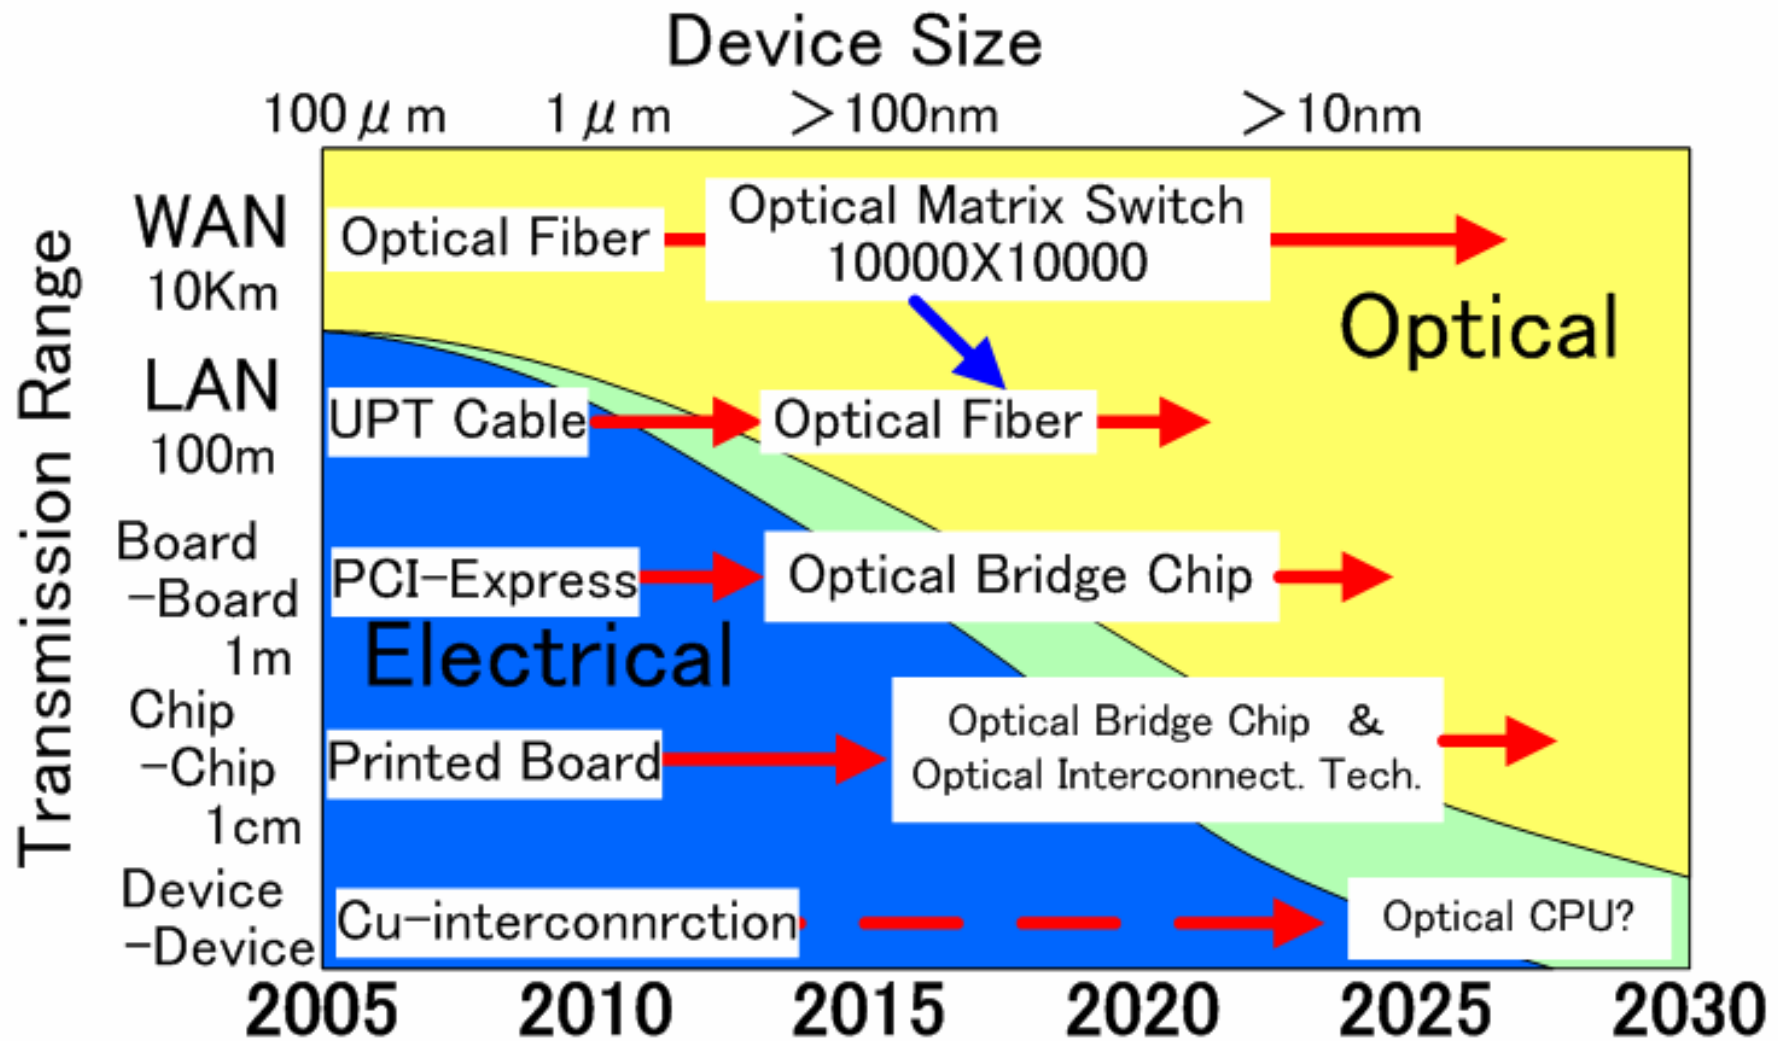 Device Size
100μm 1μm >100nm >10nm
Transmission Range
WAN
10Km
Optical Fiber
Optical Matrix Switch
10000X10000
Optical
LAN
100m
UPT Cable
Optical Fiber
Board
-Board
1m
PCI-Express
Optical Bridge Chip
Electrical
Chip
-Chip
1cm
Printed Board
Optical Bridge Chip &
Optical Interconnect. Tech.
Device
-Device
Cu-interconnrction
Optical CPU?
2005 2010 2015 2020 2025 2030